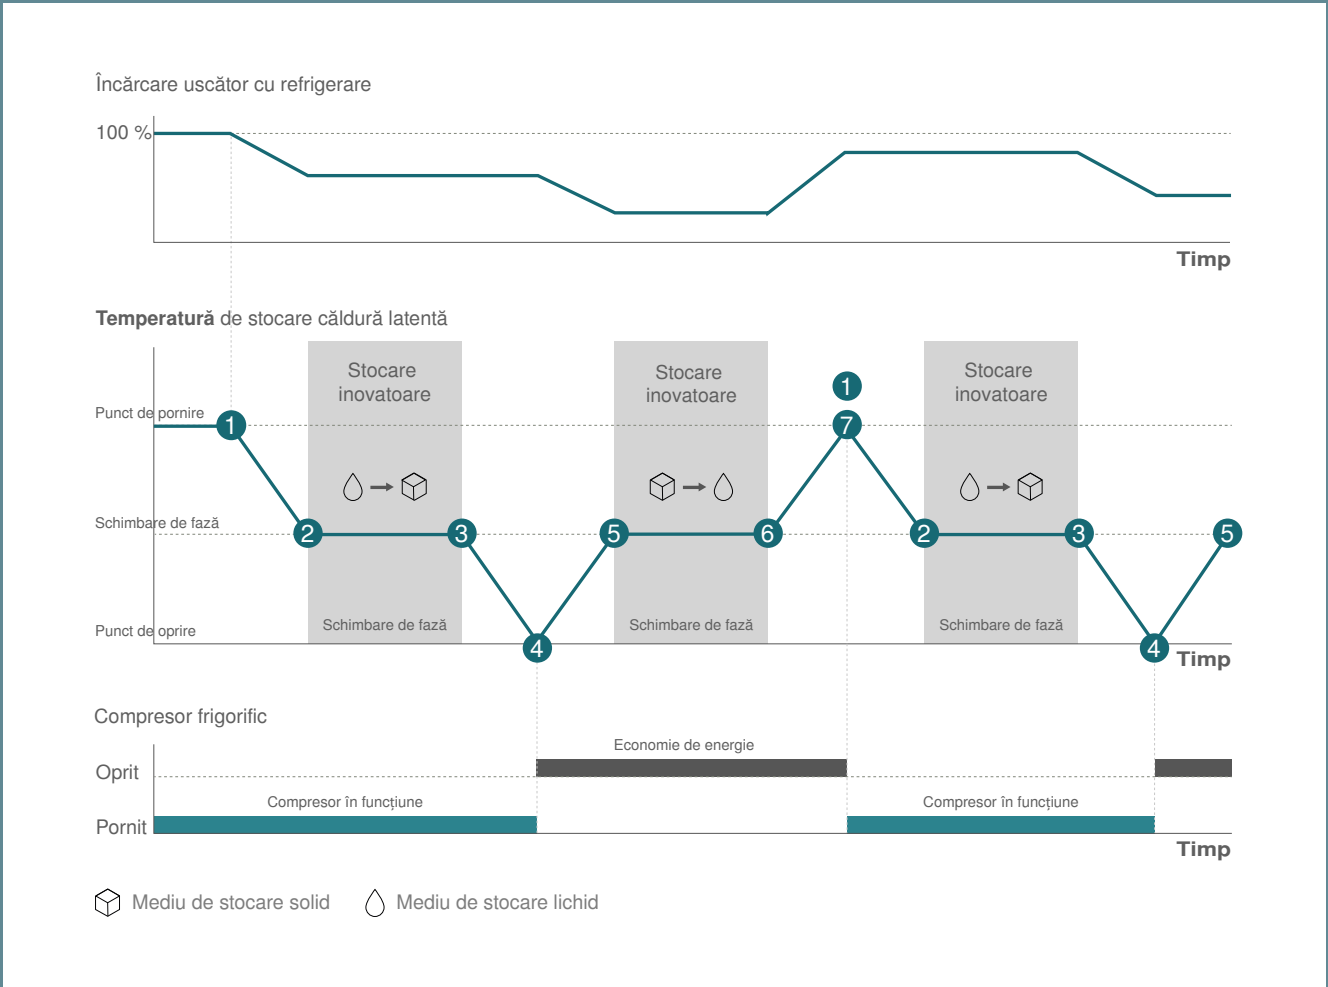 Încărcare uscător cu refrigerare
100 %
Timp
Temperatură de stocare căldură latentă
Stocare
inovatoare
Stocare
inovatoare
Stocare
inovatoare
Punct de pornire
1
1
7
Schimbare de fază
2
3
5
6
2
3
5
Punct de oprire
Schimbare de fază
Schimbare de fază
Schimbare de fază
4
4
Timp
Compresor frigorific
Economie de energie
Oprit
Compresor în funcțiune
Compresor în funcțiune
Pornit
Timp
Mediu de stocare solid
Mediu de stocare lichid